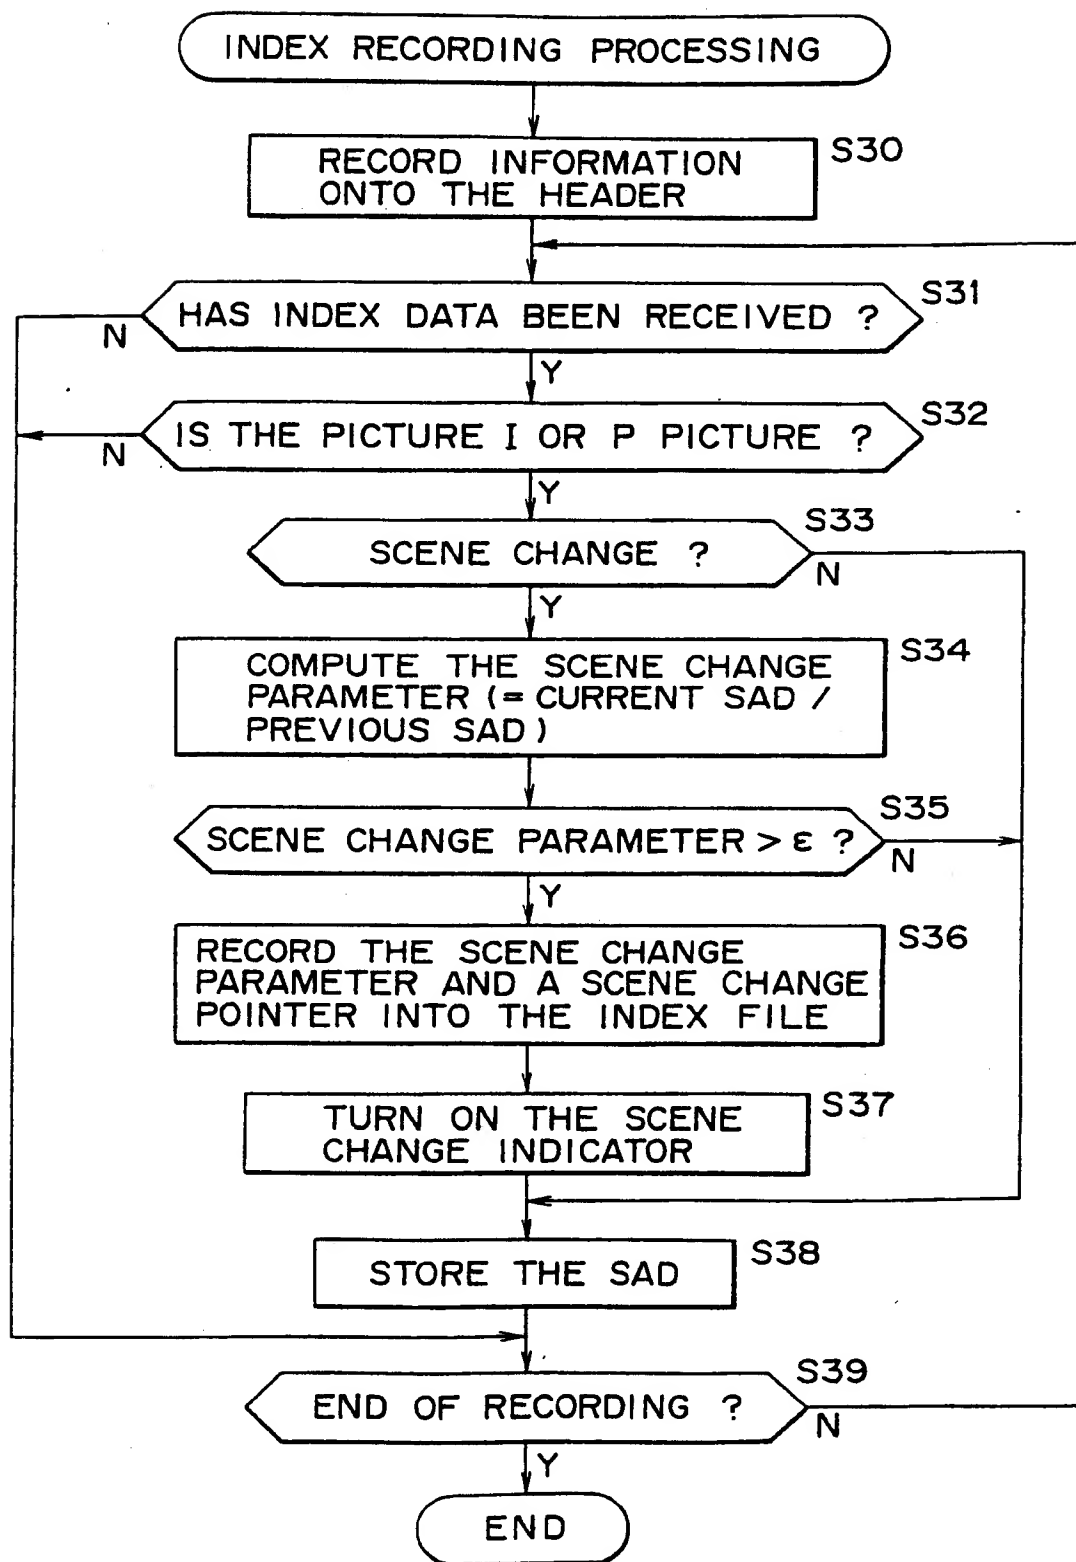 INDEX RECORDING PROCESSING
S30
RECORD INFORMATION
ONTO THE HEADER
S31
HAS INDEX DATA BEEN RECEIVED ?
N
Y
S32
IS THE PICTURE I OR P PICTURE ?
N
Y
S33
SCENE CHANGE ?
N
Y
S34
COMPUTE THE SCENE CHANGE
PARAMETER (= CURRENT SAD /
PREVIOUS SAD)
S35
SCENE CHANGE PARAMETER > ε ?
N
Y
S36
RECORD THE SCENE CHANGE
PARAMETER AND A SCENE CHANGE
POINTER INTO THE INDEX FILE
S37
TURN ON THE SCENE
CHANGE INDICATOR
S38
STORE THE SAD
S39
END OF RECORDING ?
N
Y
END